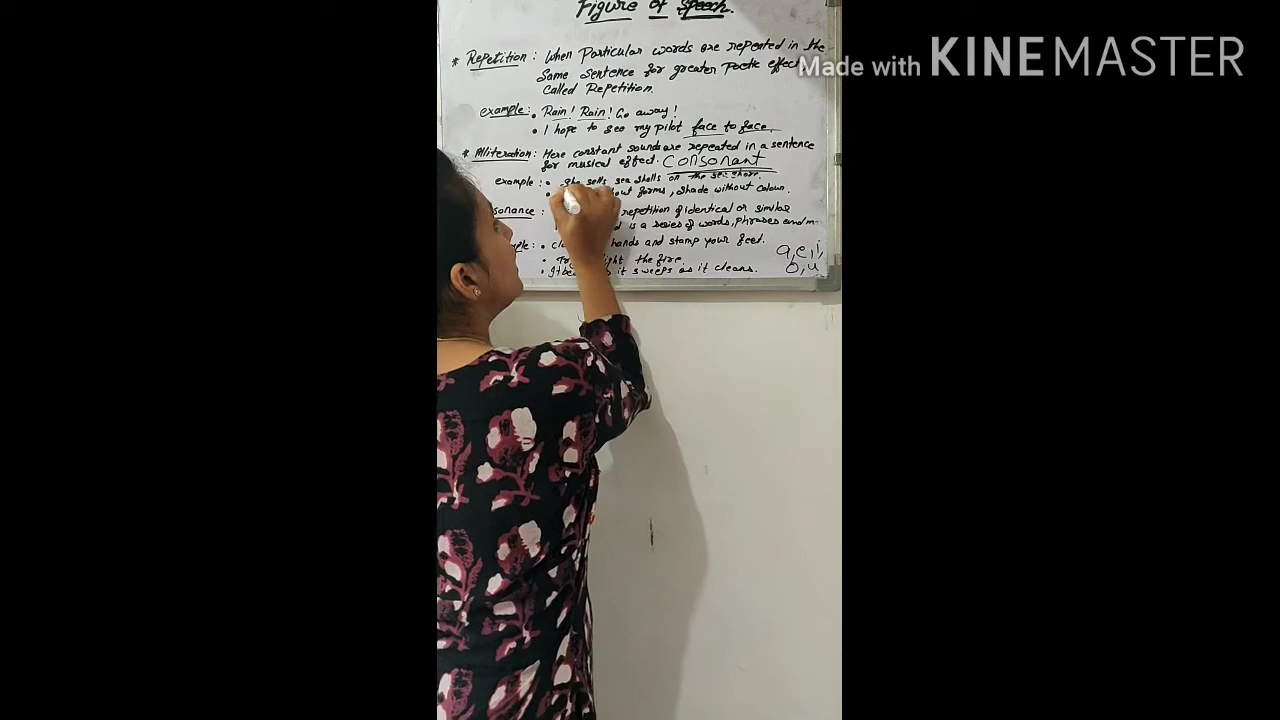 Figure of Speech.
Made with KINEMASTER
* Repetition : When Particular words are repeated in the
Same sentence for greater Poetic effect
called Repetition.
example : • Rain! Rain! Go away!
• I hope to see my pilot face to face.
* Alliteration : Here constant sounds are repeated in a sentence
for musical effect. Consonant
example : • She sells sea shells on the sea shore.
• forms, shade without colour.
repetition of identical or similar
is a series of words, phrases and
• hands and stamp your feet.
a, e, i,
o, u
• light the fire.
• it sweeps as it cleans.